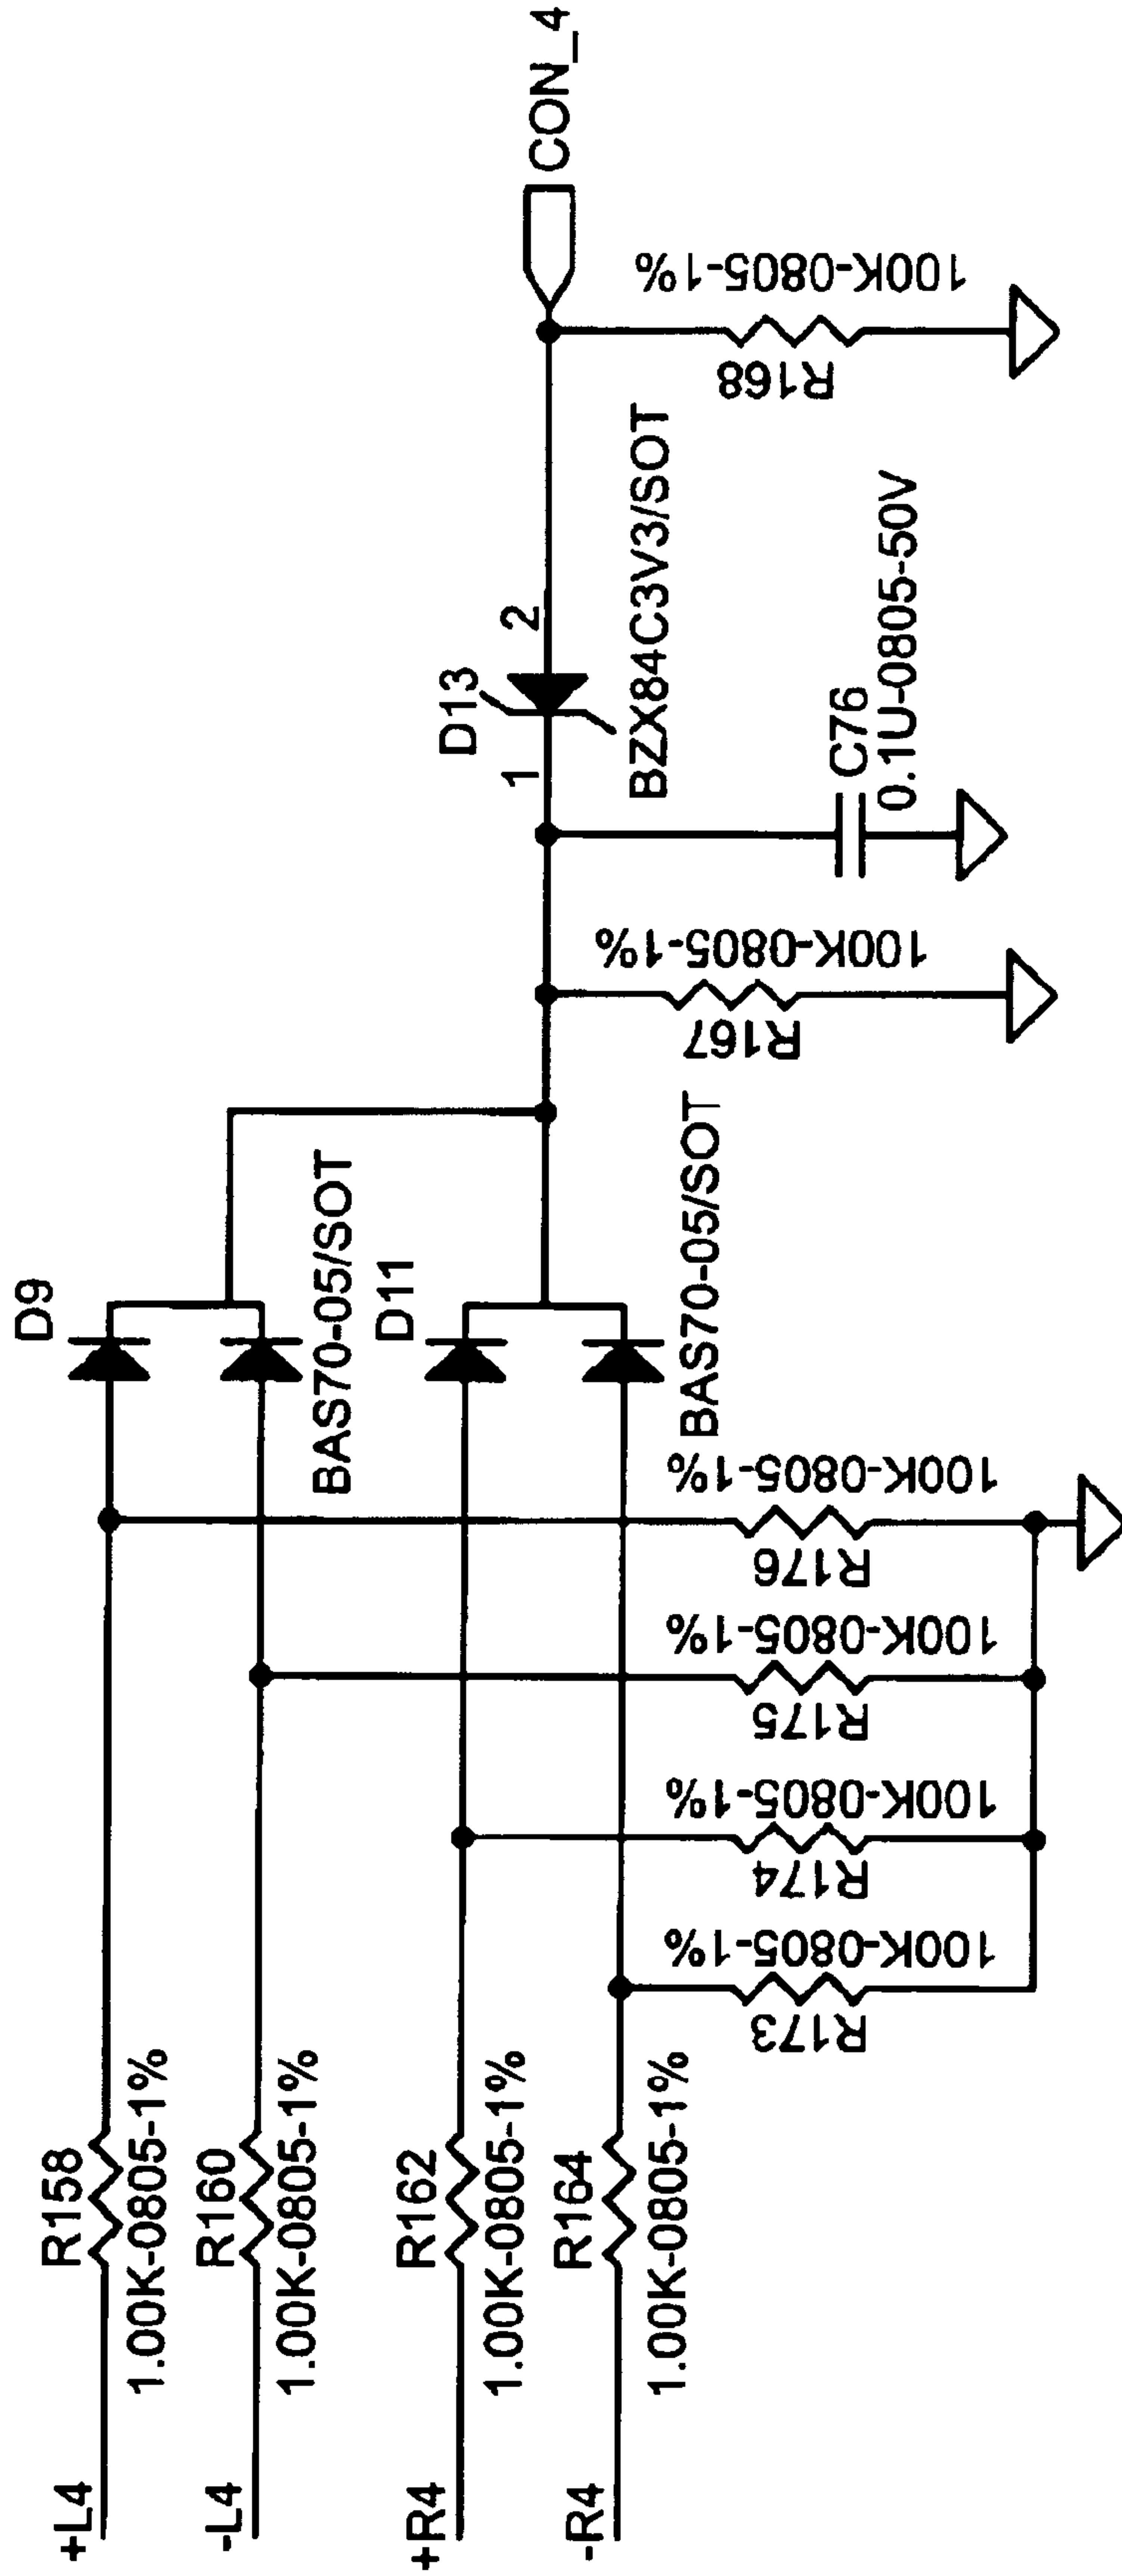 +L4
R158
1.00K-0805-1%
-L4
R160
1.00K-0805-1%
+R4
R162
1.00K-0805-1%
-R4
R164
1.00K-0805-1%
R173
100K-0805-1%
R174
100K-0805-1%
R175
100K-0805-1%
R176
100K-0805-1%
D9
BAS70-05/SOT
D11
BAS70-05/SOT
R167
100K-0805-1%
C76
0.1U-0805-50V
D13
1
2
BZX84C3V3/SOT
R168
100K-0805-1%
CON_4